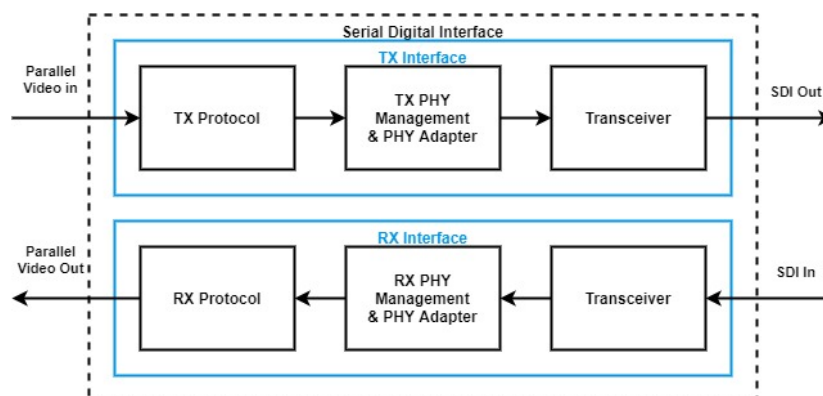 Serial Digital Interface
TX Interface
Parallel
Video in
TX Protocol
TX PHY
Management
& PHY Adapter
Transceiver
SDI Out
RX Interface
Parallel
Video Out
RX Protocol
RX PHY
Management
& PHY Adapter
Transceiver
SDI In